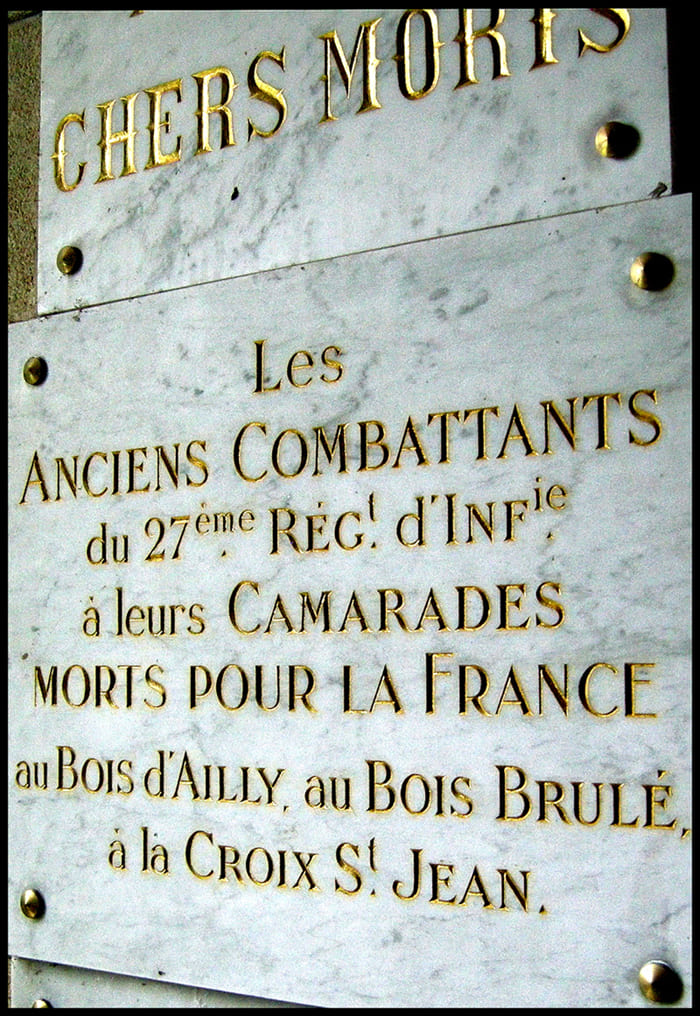 CHERS MORTS
Les
ANCIENS COMBATTANTS
du 27ème RÉGt. d'INFie.
à leurs CAMARADES
MORTS POUR LA FRANCE
au BOIS d'AILLY, au BOIS BRULÉ,
à la CROIX St. JEAN.